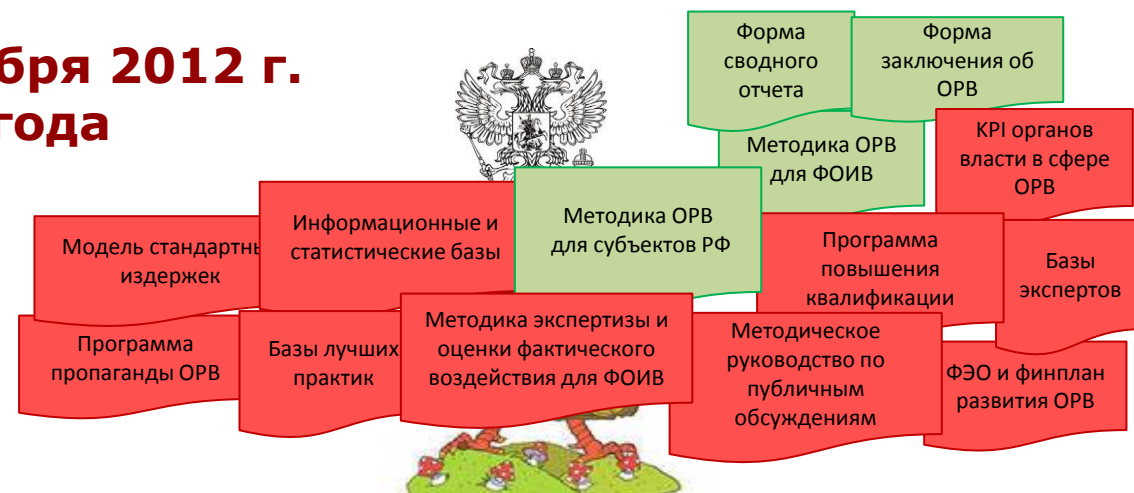 бря 2012 г.
года
Форма
сводного
отчета
Форма
заключения об
ОРВ
Методика ОРВ
для ФОИВ
KPI органов
власти в сфере
ОРВ
Методика ОРВ
для субъектов РФ
Информационные и
статистические базы
Модель стандартнь
издержек
Программа
повышения
квалификации
Базы
экспертов
Программа
пропаганды ОРВ
Базы лучших
практик
Методика экспертизы и
оценки фактического
воздействия для ФОИВ
Методическое
руководство по
публичным
обсуждениям
ФЭО и финплан
развития ОРВ